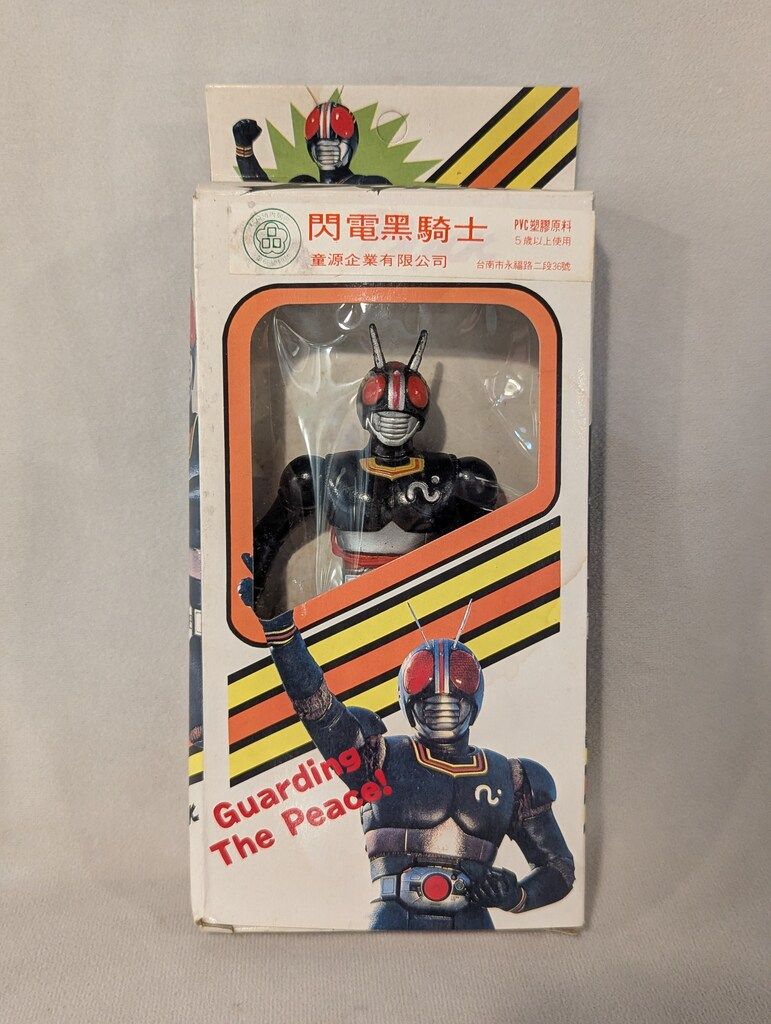 閃電黑騎士
童源企業有限公司
PVC塑膠原料
5歲以上使用
台南市永福路二段36號
Guarding
The Peace!